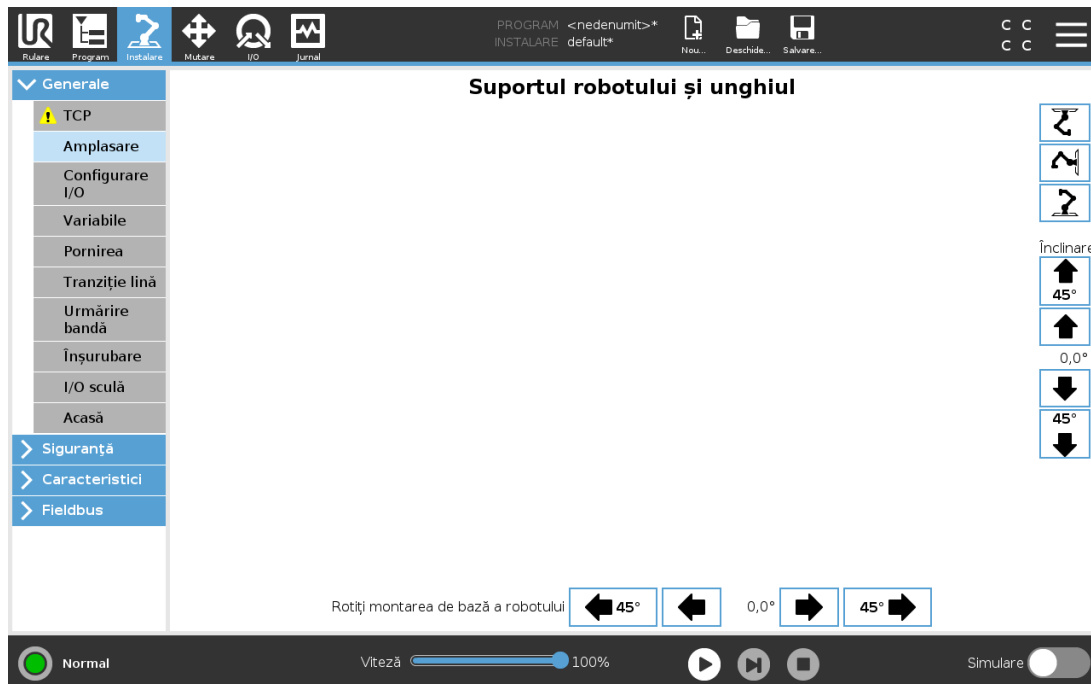 PROGRAM <nedenumit>*
INSTALARE default*
C C
C C
Rulare Program Instalare Mutare I/O Jurnal Nou... Deschide... Salvare...
Generale
TCP
Amplasare
Configurare
I/O
Variabile
Pornirea
Tranziție lină
Urmărire
bandă
Înșurubare
I/O sculă
Acasă
Siguranță
Caracteristici
Fieldbus
Suportul robotului și unghiul
Înclinare
45°
0,0°
45°
Rotiți montarea de bază a robotului 45° 0,0° 45°
Normal
Viteză 100%
Simulare